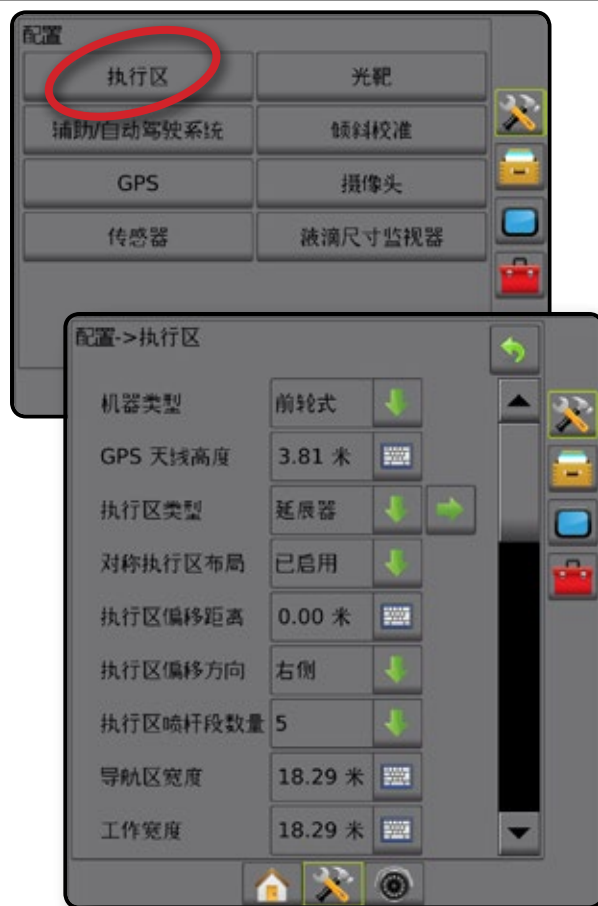 配置
执行区 光靶
辅助/自动驾驶系统 倾斜校准
GPS 摄像头
传感器 液滴尺寸监视器
配置->执行区
机器类型 前轮式
GPS 天线高度 3.81 米
执行区类型 延展器
对称执行区布局 已启用
执行区偏移距离 0.00 米
执行区偏移方向 右侧
执行区喷杆段数量 5
导航区宽度 18.29 米
工作宽度 18.29 米